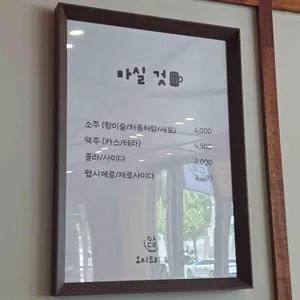 마실 것
소주 (참이슬/처음처럼/새로) 4,000
맥주 (카스/테라) 4,500
콜라/사이다 2,000
펩시제로/제로사이다 2,000